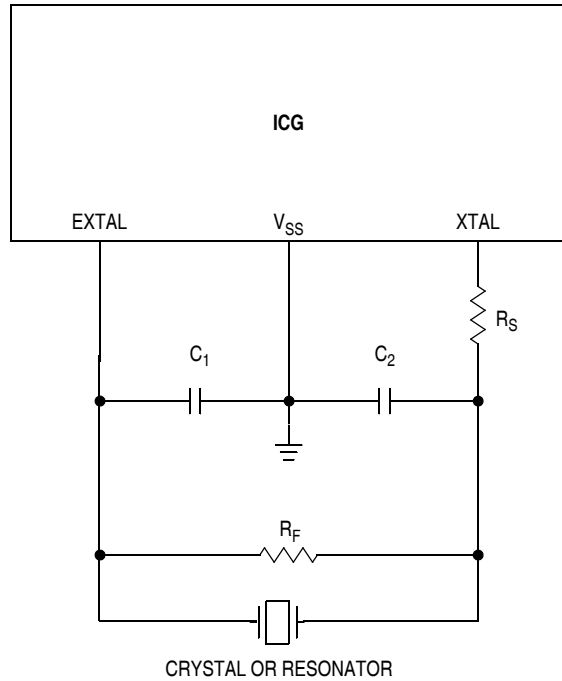 ICG
EXTAL
VSS
XTAL
RS
C1
C2
RF
CRYSTAL OR RESONATOR